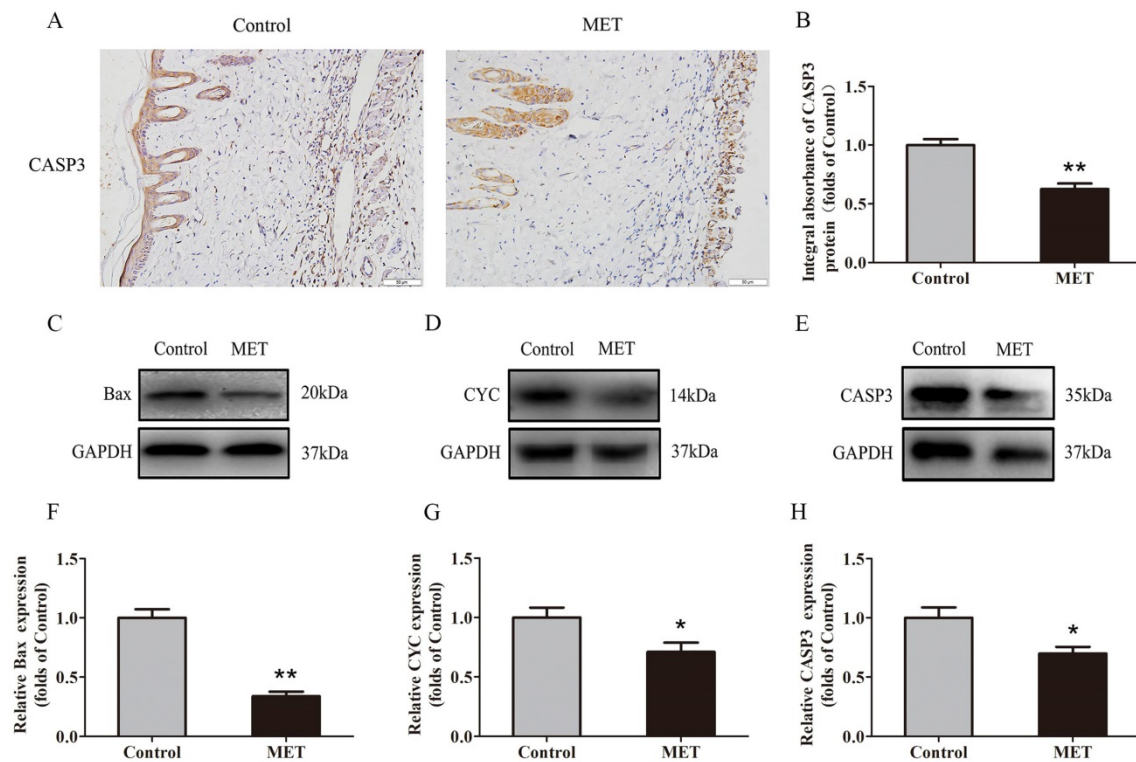 A
Control
MET
CASP3
50 μm
50 μm
B
Integral absorbance of CASP3
protein（folds of Control）
1.5
1.0
0.5
0.0
**
Control
MET
C
Control MET
Bax
20kDa
GAPDH
37kDa
D
Control MET
CYC
14kDa
GAPDH
37kDa
E
Control MET
CASP3
35kDa
GAPDH
37kDa
F
Relative Bax expression
(folds of Control)
1.5
1.0
0.5
0.0
**
Control
MET
G
Relative CYC expression
(folds of Control)
1.5
1.0
0.5
0.0
*
Control
MET
H
Relative CASP3 expression
(folds of Control)
1.5
1.0
0.5
0.0
*
Control
MET